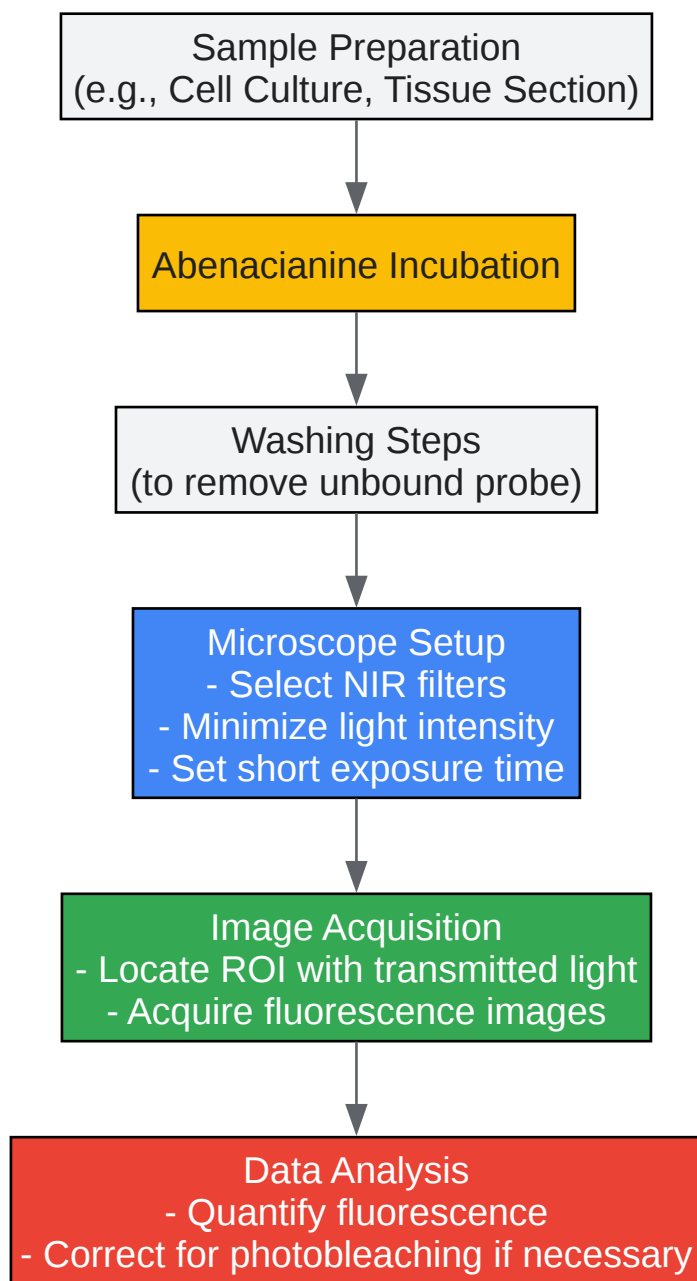 Sample Preparation
(e.g., Cell Culture, Tissue Section)
Abenacianine Incubation
Washing Steps
(to remove unbound probe)
Microscope Setup
- Select NIR filters
- Minimize light intensity
- Set short exposure time
Image Acquisition
- Locate ROI with transmitted light
- Acquire fluorescence images
Data Analysis
- Quantify fluorescence
- Correct for photobleaching if necessary